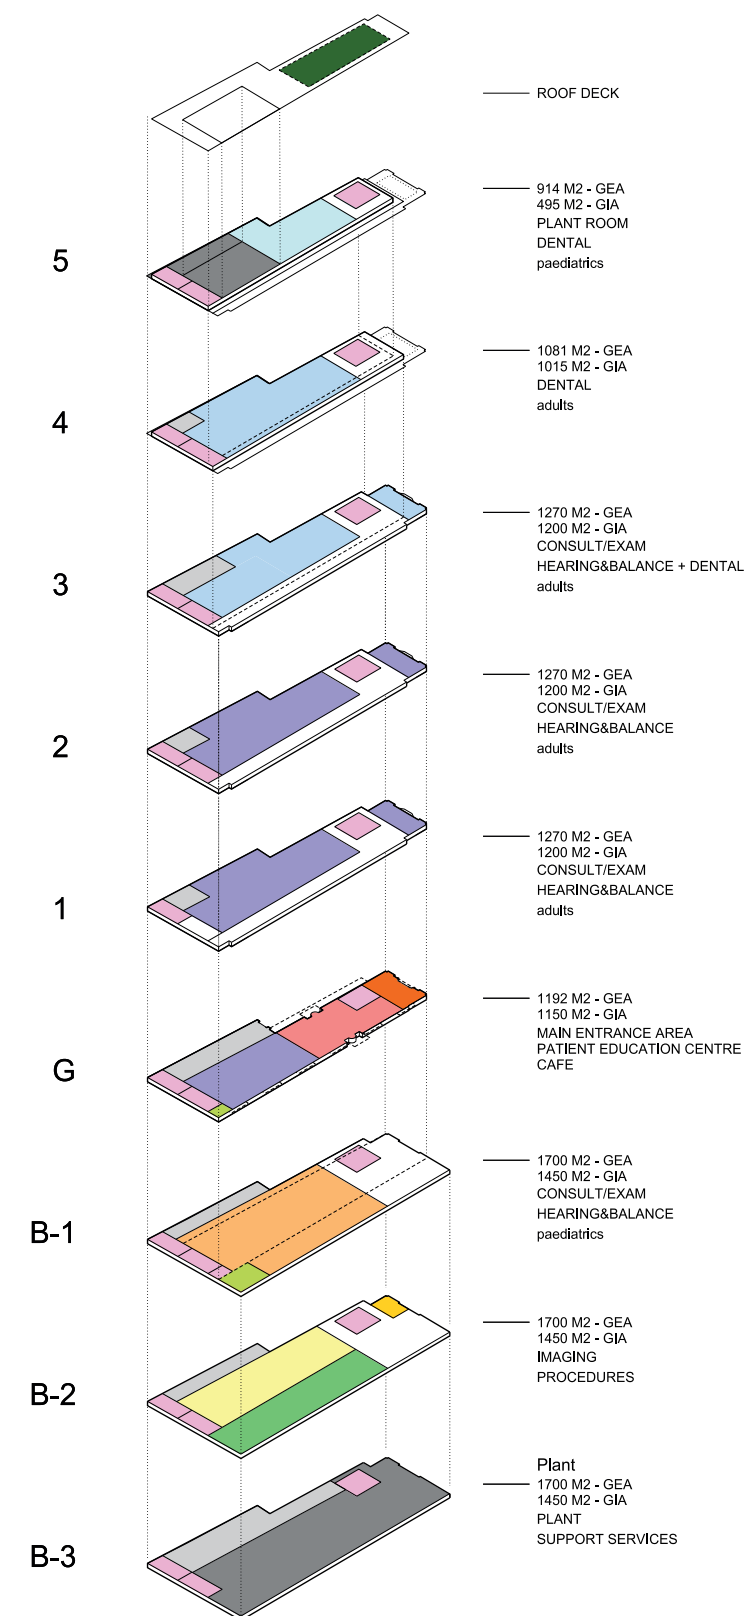 ROOF DECK
5
914 M2 - GEA
495 M2 - GIA
PLANT ROOM
DENTAL
paediatrics
4
1081 M2 - GEA
1015 M2 - GIA
DENTAL
adults
3
1270 M2 - GEA
1200 M2 - GIA
CONSULT/EXAM
HEARING&BALANCE + DENTAL
adults
2
1270 M2 - GEA
1200 M2 - GIA
CONSULT/EXAM
HEARING&BALANCE
adults
1
1270 M2 - GEA
1200 M2 - GIA
CONSULT/EXAM
HEARING&BALANCE
adults
G
1192 M2 - GEA
1150 M2 - GIA
MAIN ENTRANCE AREA
PATIENT EDUCATION CENTRE
CAFE
B-1
1700 M2 - GEA
1450 M2 - GIA
CONSULT/EXAM
HEARING&BALANCE
paediatrics
B-2
1700 M2 - GEA
1450 M2 - GIA
IMAGING
PROCEDURES
B-3
Plant
1700 M2 - GEA
1450 M2 - GIA
PLANT
SUPPORT SERVICES